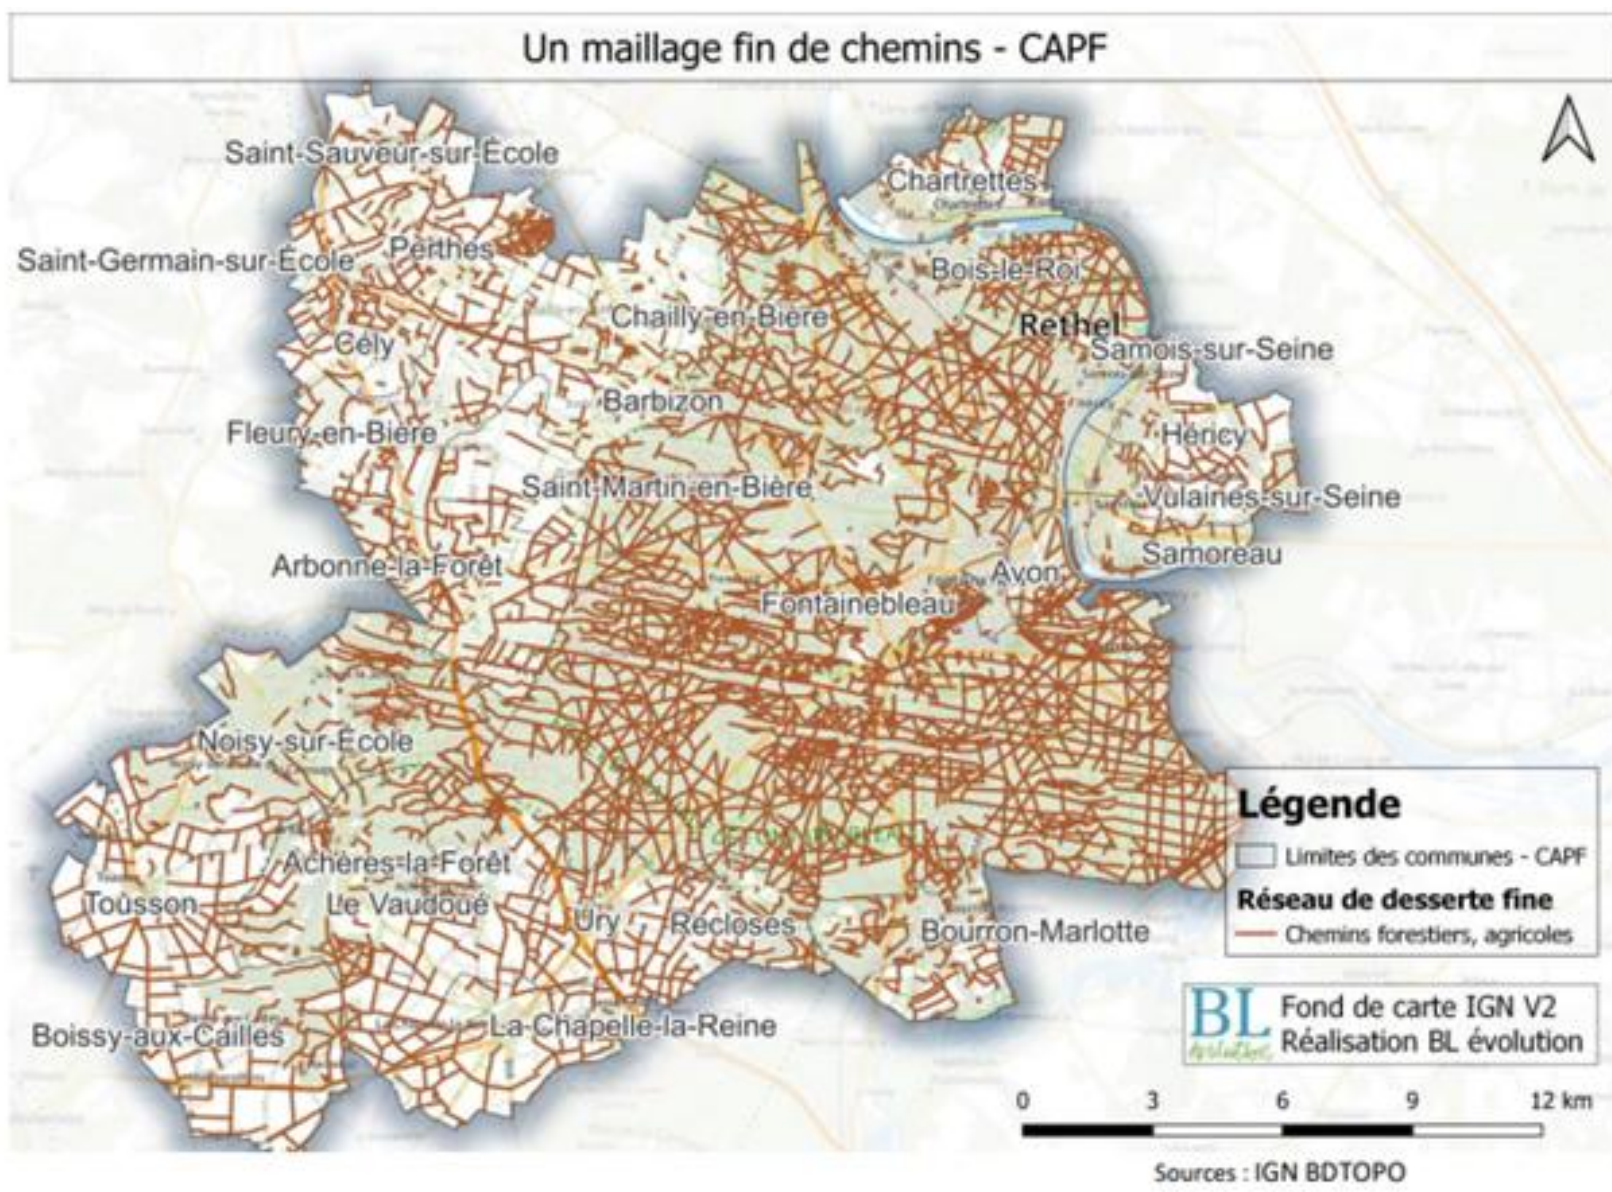 Un maillage fin de chemins - CAPF
Saint-Sauveur-sur-École
Chartrettes
Chartrettes
Perthes
Saint-Germain-sur-École
Bois-le-Roi
Chailly-en-Bière
Rethel
Cély
Samois-sur-Seine
Barbizon
Fleury-en-Bière
Héricy
Saint-Martin-en-Bière
Vulaines-sur-Seine
Samoreau
Arbonne-la-Forêt
Avon
Fontainebleau
Noisy-sur-École
Achères-la-Forêt
Tousson
Le Vaudoué
Ury
Recloses
Bourron-Marlotte
Boissy-aux-Cailles
La-Chapelle-la-Reine
Légende
Limites des communes - CAPF
Réseau de desserte fine
Chemins forestiers, agricoles
BL
évolution
Fond de carte IGN V2
Réalisation BL évolution
0 3 6 9 12 km
Sources : IGN BDTOPO